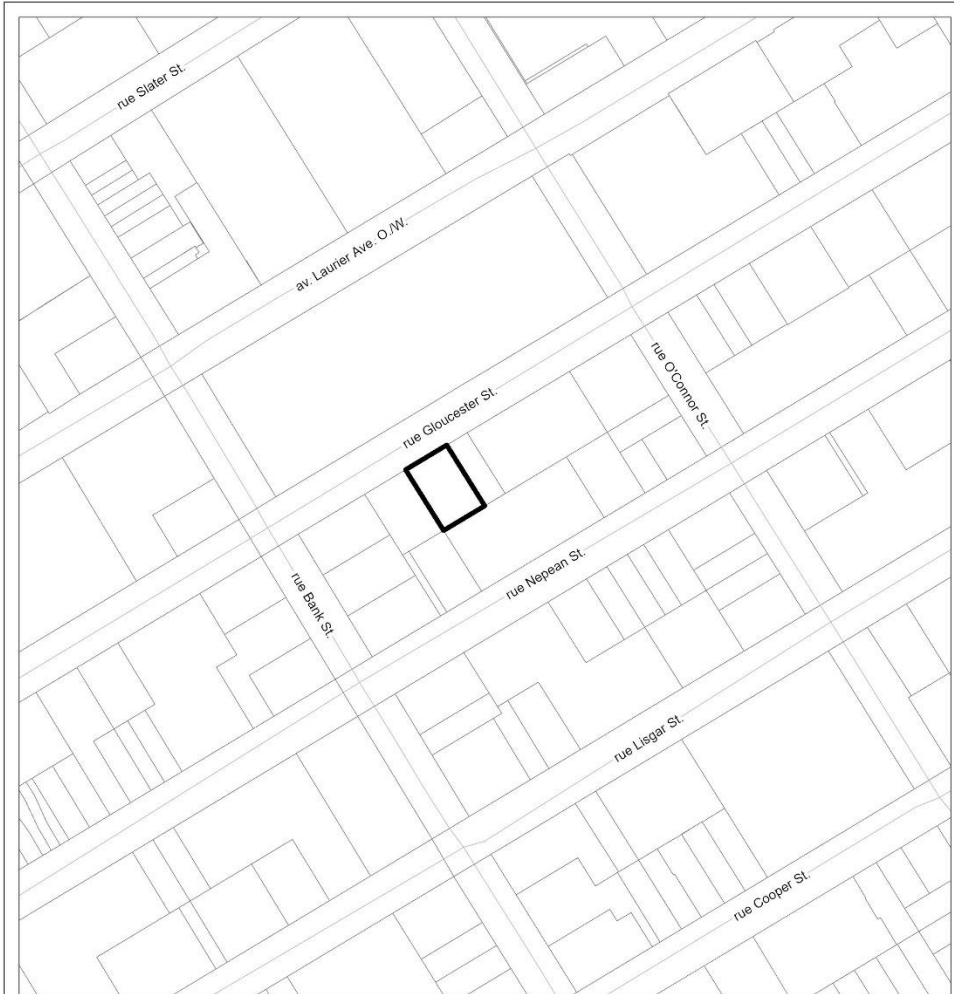 rue Slater St.
av. Laurier Ave. O./W.
rue Gloucester St.
rue O'Connor St.
rue Nepean St.
rue Bank St.
rue Lisgar St.
rue Cooper St.